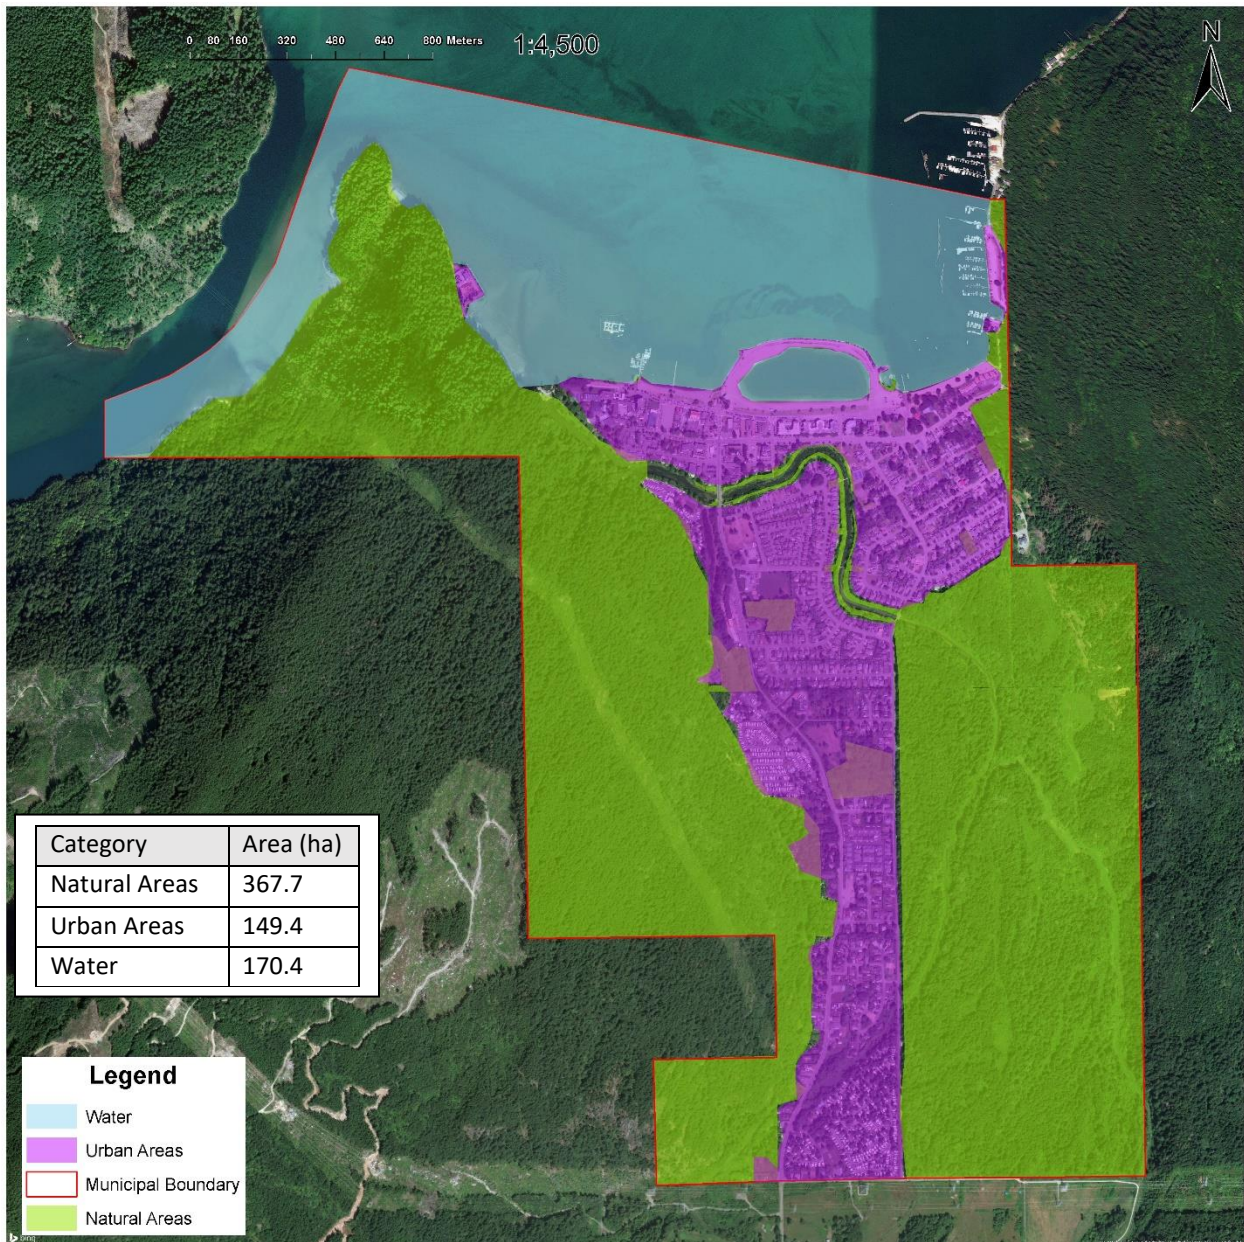 0 80 160 320 480 640 800 Meters 1:4,500
N
Category Area (ha)
Natural Areas 367.7
Urban Areas 149.4
Water 170.4
Legend
Water
Urban Areas
Municipal Boundary
Natural Areas
bing